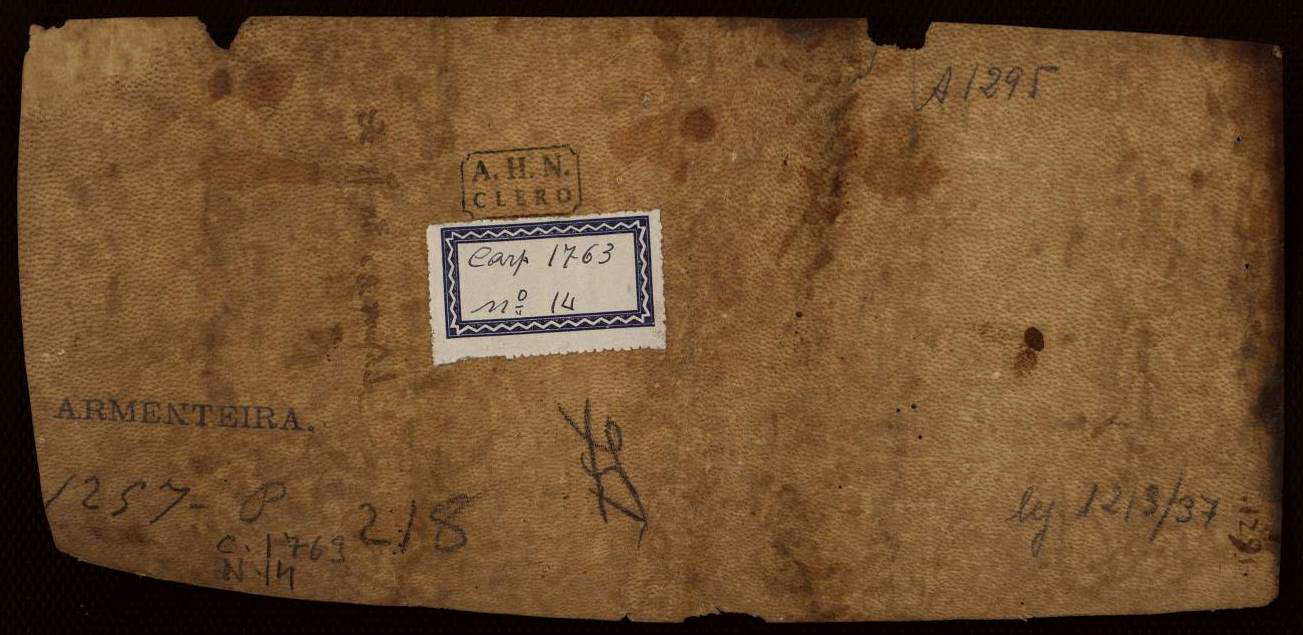 A 1295
A. H. N.
CLERO
Carp 1763
nº 14
ARMENTEIRA.
1257- P
218
C. 1763
N. 14
leg 1213/37